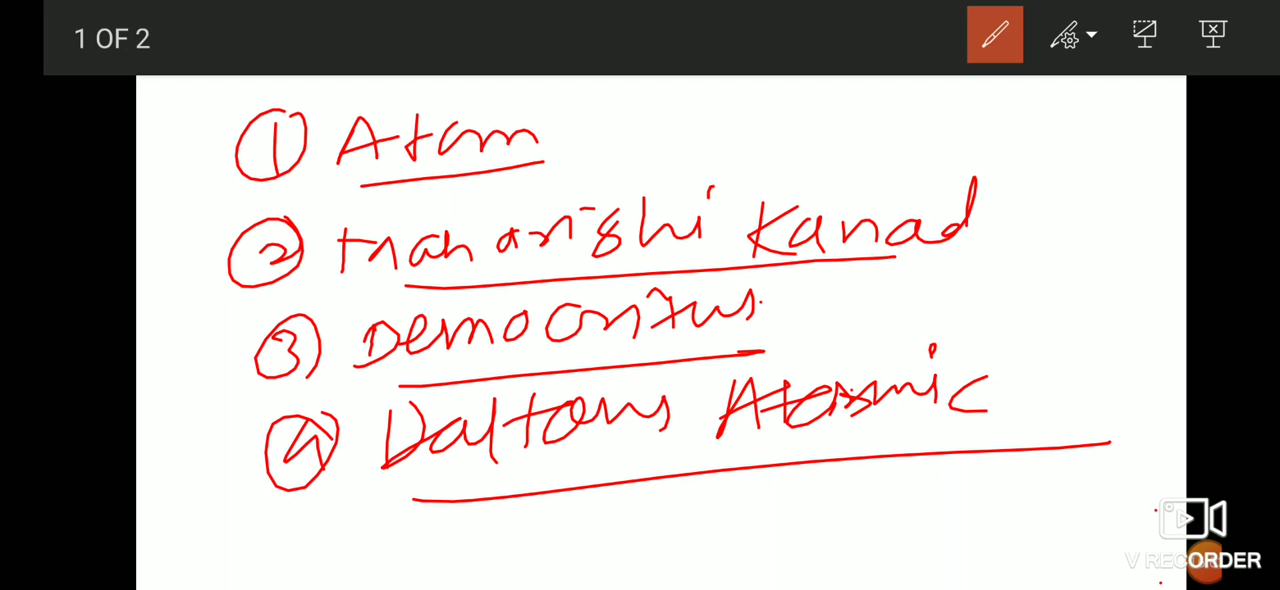 1 OF 2
① Atom
② Maharishi Kanad
③ Democritus
④ Daltons Atomic
V RECORDER